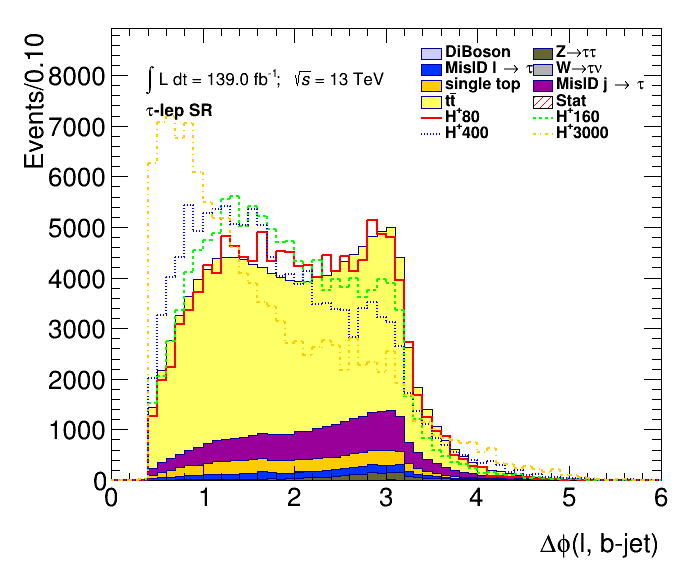 Events/0.10
8000
7000
6000
5000
4000
3000
2000
1000
0
∫ L dt = 139.0 fb⁻¹; √s = 13 TeV
τ-lep SR
DiBoson
Z→ττ
MisID l → τ
W→τν
single top
MisID j → τ
tt̄
Stat
H⁺80
H⁺160
H⁺400
H⁺3000
0 1 2 3 4 5 6
Δϕ(l, b-jet)